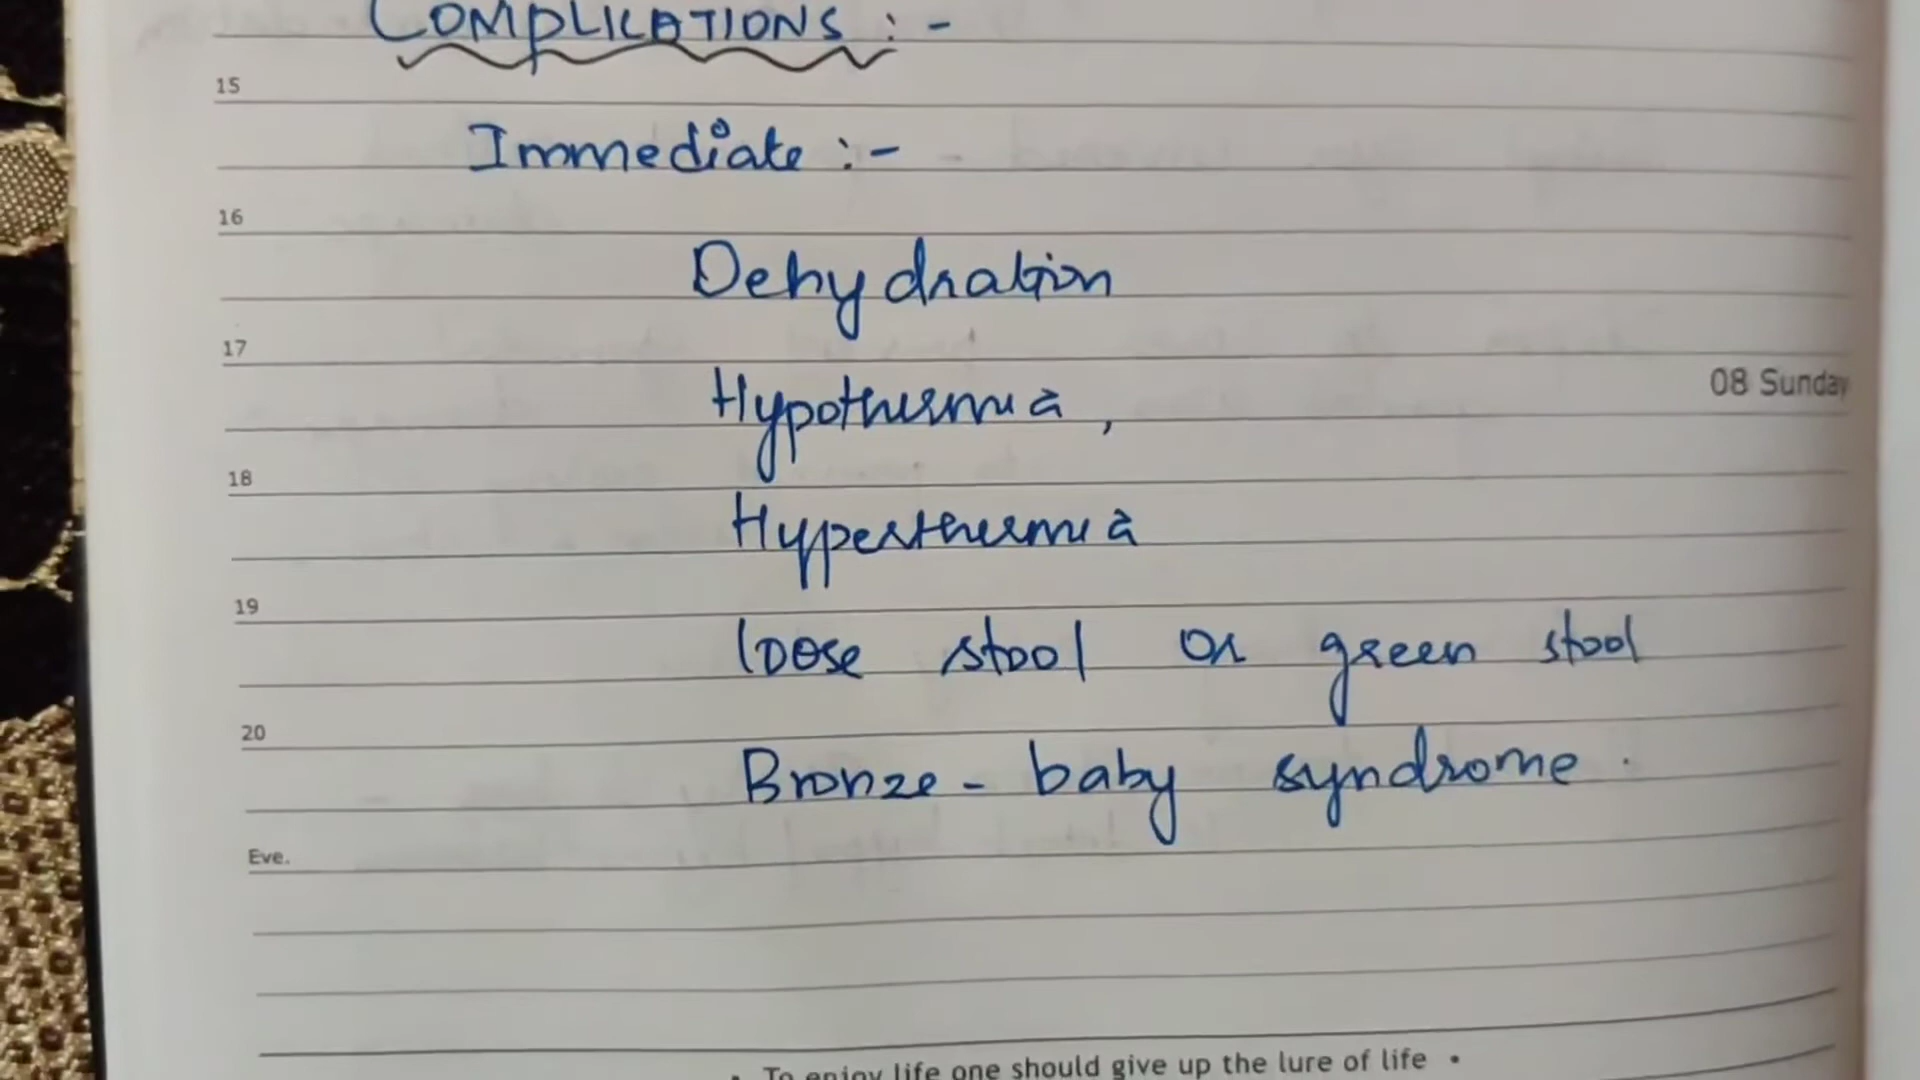 COMPLICATIONS :-
15
Immediate :-
16
Dehydration
17
08 Sunday
Hypothermia,
18
Hyperthermia
19
loose stool or green stool
20
Bronze - baby syndrome.
Eve.
• To enjoy life one should give up the lure of life •